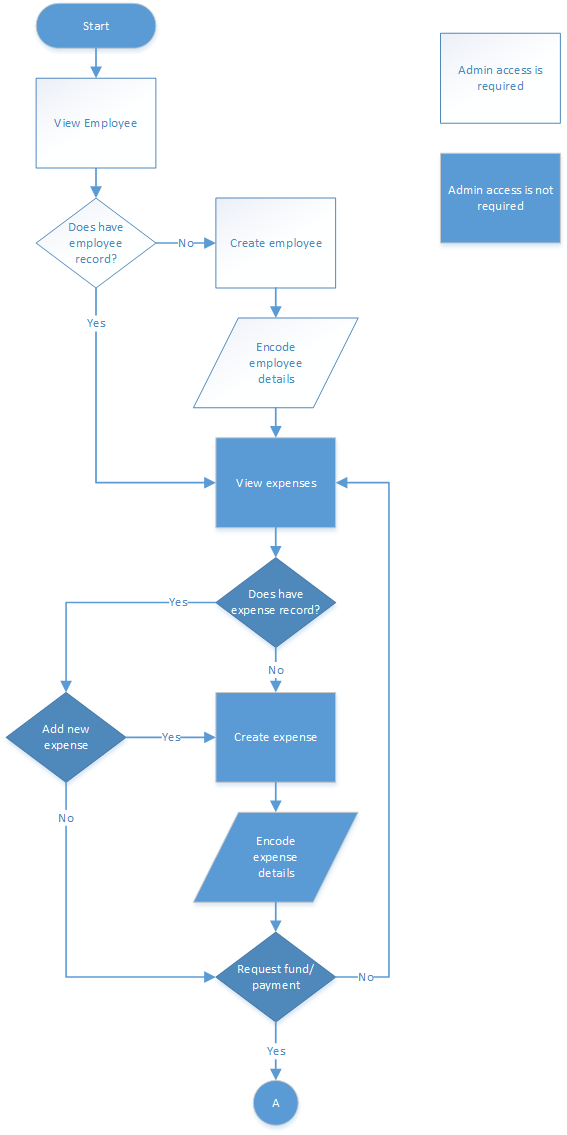 Start
Admin access is
required
View Employee
Admin access is not
required
Does have
employee
record?
No
Create employee
Yes
Encode
employee
details
View expenses
Does have
expense record?
Yes
No
Add new
expense
Yes
Create expense
No
Encode
expense
details
Request fund/
payment
No
Yes
A